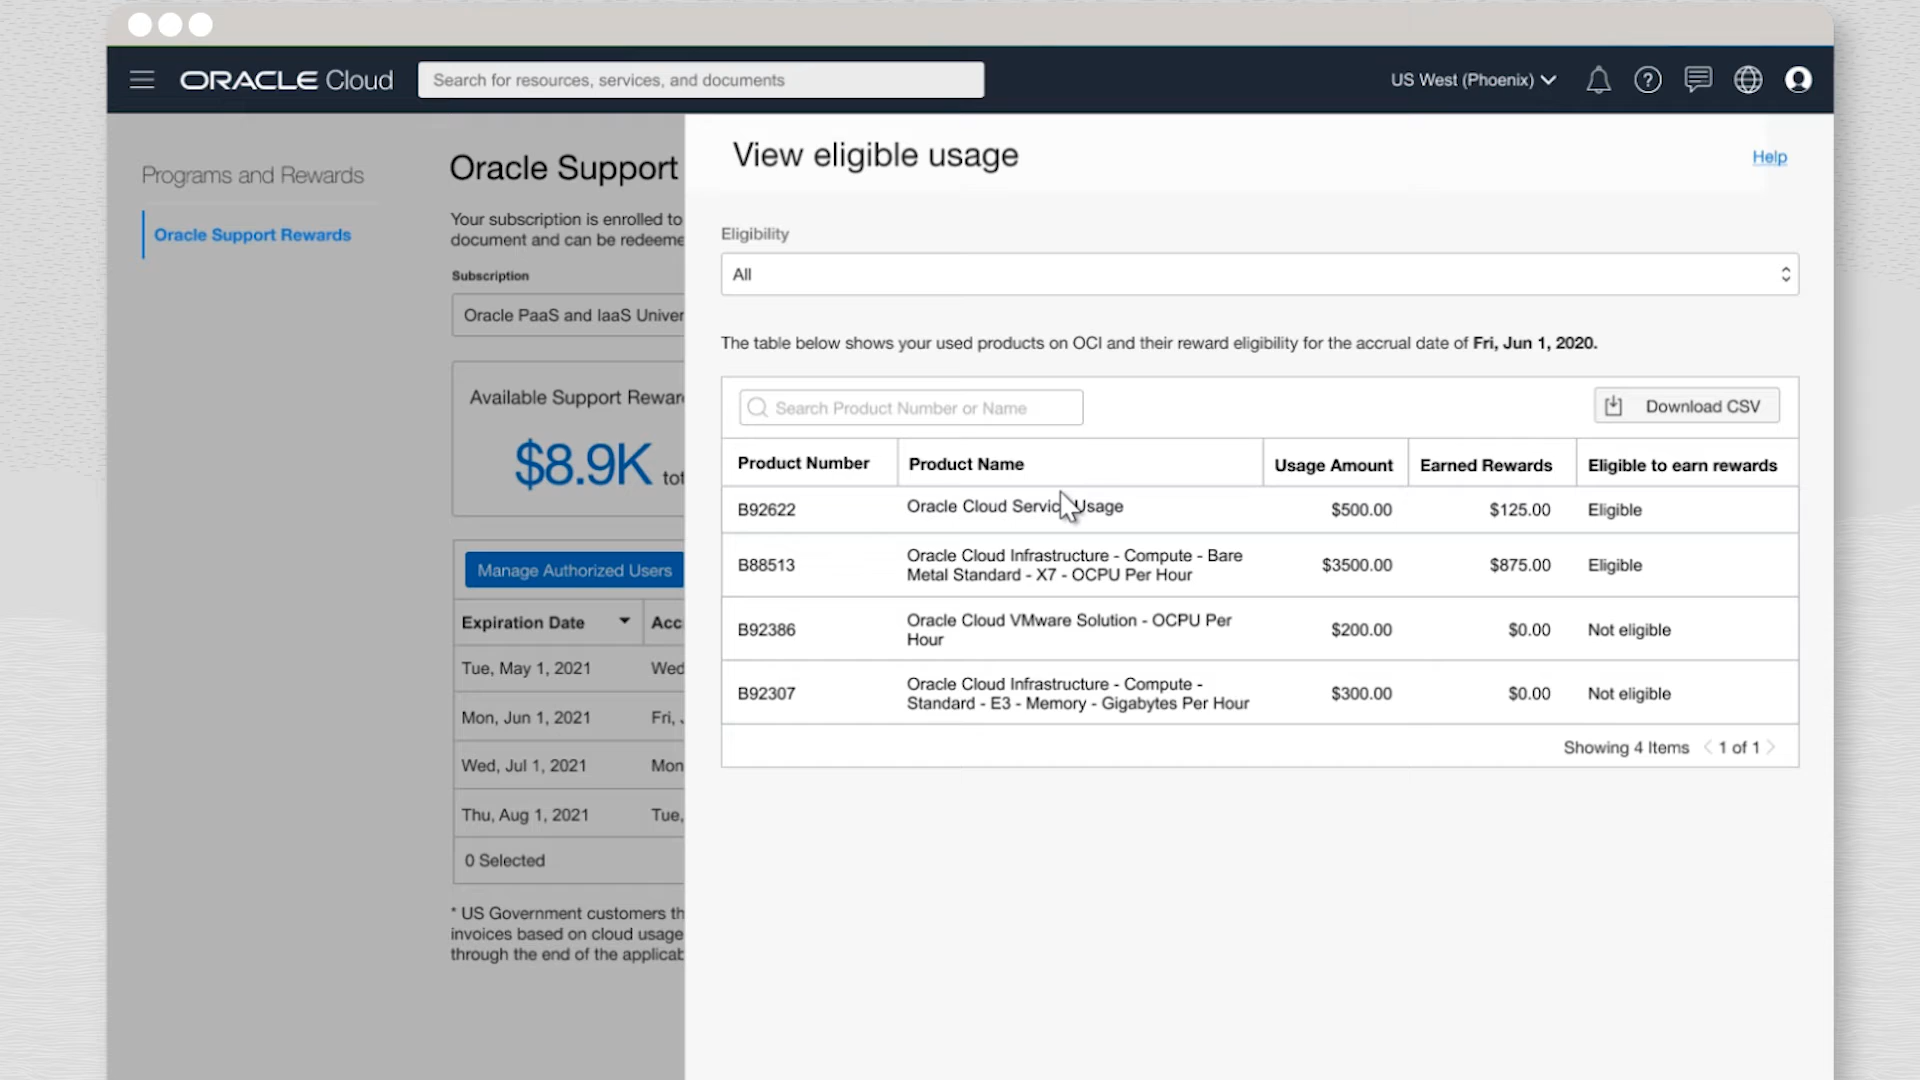 ORACLE Cloud
Search for resources, services, and documents
US West (Phoenix)
Programs and Rewards
Oracle Support Rewards
Oracle Support
Your subscription is enrolled to
document and can be redeeme
Subscription
Oracle PaaS and IaaS Univer
Available Support Rewar
$8.9K tot
Manage Authorized Users
Expiration Date Acc
Tue, May 1, 2021 Wed
Mon, Jun 1, 2021 Fri,
Wed, Jul 1, 2021 Mon
Thu, Aug 1, 2021 Tue,
0 Selected
* US Government customers th
invoices based on cloud usage
through the end of the applicat
View eligible usage
Help
Eligibility
All
The table below shows your used products on OCI and their reward eligibility for the accrual date of Fri, Jun 1, 2020.
Search Product Number or Name
Download CSV
Product Number Product Name Usage Amount Earned Rewards Eligible to earn rewards
B92622 Oracle Cloud Service Usage $500.00 $125.00 Eligible
B88513 Oracle Cloud Infrastructure - Compute - Bare $3500.00 $875.00 Eligible
Metal Standard - X7 - OCPU Per Hour
B92386 Oracle Cloud VMware Solution - OCPU Per $200.00 $0.00 Not eligible
Hour
B92307 Oracle Cloud Infrastructure - Compute - $300.00 $0.00 Not eligible
Standard - E3 - Memory - Gigabytes Per Hour
Showing 4 Items < 1 of 1 >